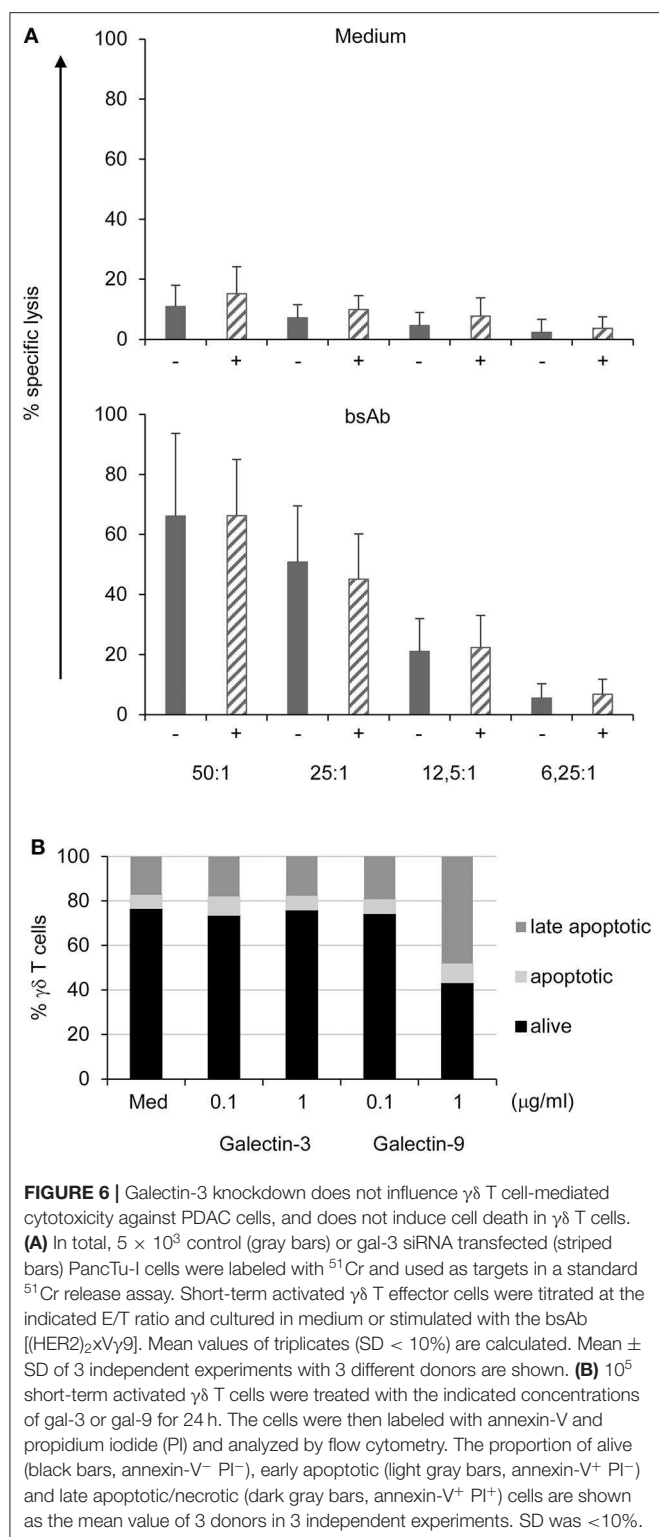 A
Medium
% specific lysis
100
80
60
40
20
0
- + - + - + - +
bsAb
100
80
60
40
20
0
- + - + - + - +
50:1 25:1 12,5:1 6,25:1
B
% γδ T cells
100
80
60
40
20
0
late apoptotic
apoptotic
alive
Med 0.1 1 0.1 1 (μg/ml)
Galectin-3 Galectin-9
FIGURE 6 | Galectin-3 knockdown does not influence γδ T cell-mediated
cytotoxicity against PDAC cells, and does not induce cell death in γδ T cells.
(A) In total, 5 × 10³ control (gray bars) or gal-3 siRNA transfected (striped
bars) PancTu-I cells were labeled with ⁵¹Cr and used as targets in a standard
⁵¹Cr release assay. Short-term activated γδ T effector cells were titrated at the
indicated E/T ratio and cultured in medium or stimulated with the bsAb
[(HER2)₂xVγ9]. Mean values of triplicates (SD < 10%) are calculated. Mean ±
SD of 3 independent experiments with 3 different donors are shown. (B) 10⁵
short-term activated γδ T cells were treated with the indicated concentrations
of gal-3 or gal-9 for 24 h. The cells were then labeled with annexin-V and
propidium iodide (PI) and analyzed by flow cytometry. The proportion of alive
(black bars, annexin-V⁻ PI⁻), early apoptotic (light gray bars, annexin-V⁺ PI⁻)
and late apoptotic/necrotic (dark gray bars, annexin-V⁺ PI⁺) cells are shown
as the mean value of 3 donors in 3 independent experiments. SD was <10%.